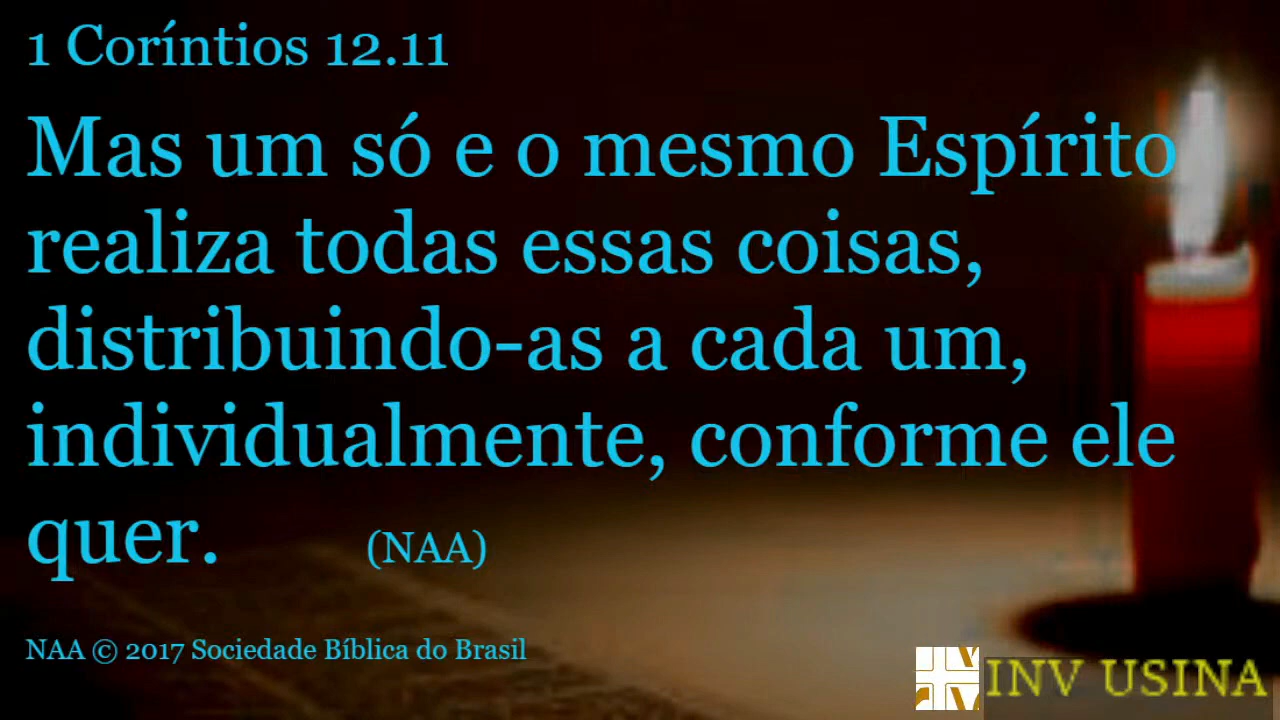 1 Coríntios 12.11
Mas um só e o mesmo Espírito
realiza todas essas coisas,
distribuindo-as a cada um,
individualmente, conforme ele
quer. (NAA)
NAA © 2017 Sociedade Bíblica do Brasil
INV USINA